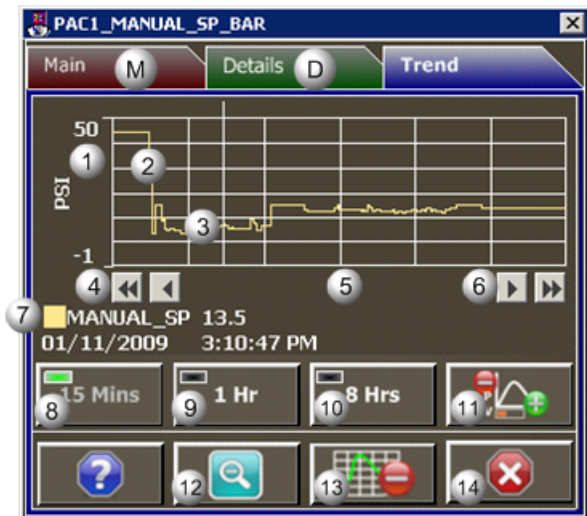 PAC1_MANUAL_SP_BAR
Main M Details D Trend
50
1
2
PSI
3
-1
4
5
6
7 MANUAL_SP 13.5
01/11/2009 3:10:47 PM
15 Mins 1 Hr 8 Hrs
8
9
10
11
?
12
13
14